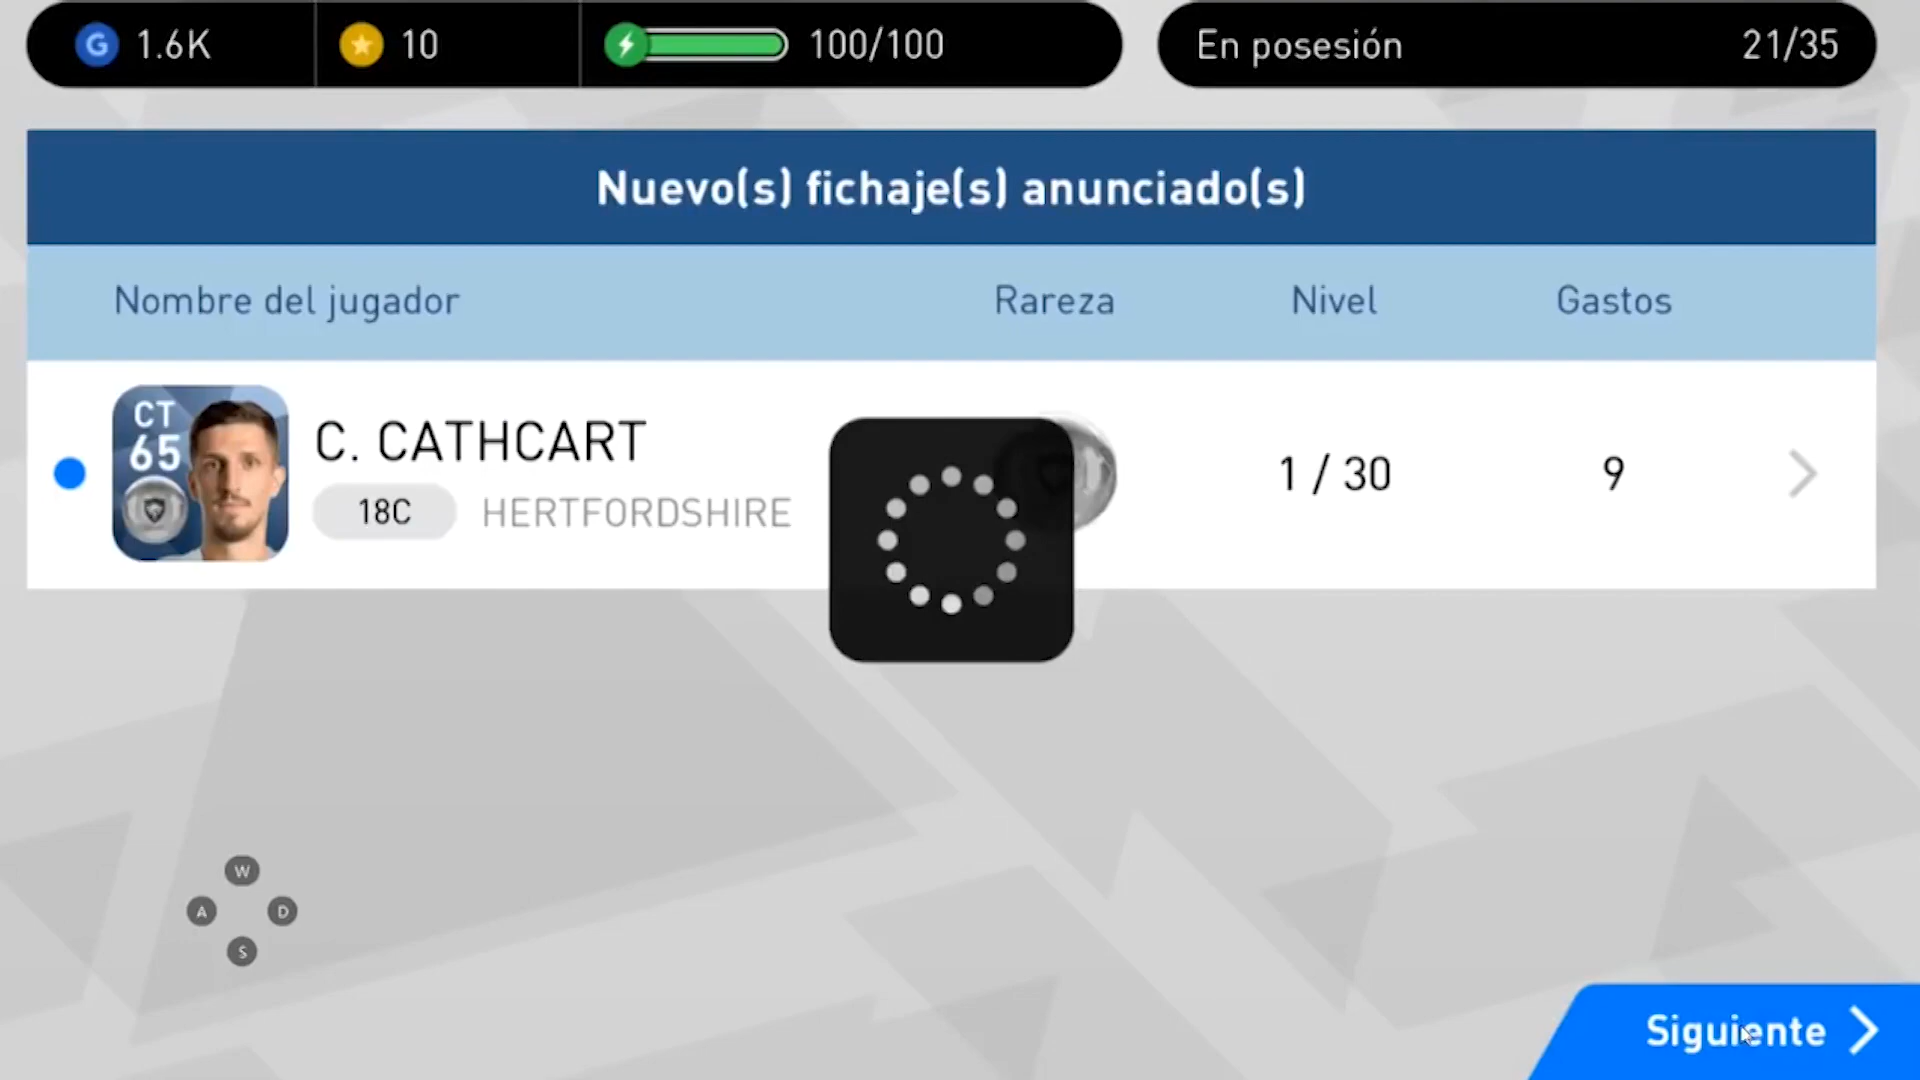 G 1.6K 10 100/100 En posesión 21/35
Nuevo(s) fichaje(s) anunciado(s)
Nombre del jugador Rareza Nivel Gastos
CT
65
C. CATHCART
18C HERTFORDSHIRE
1 / 30 9
W
A D
S
Siguiente